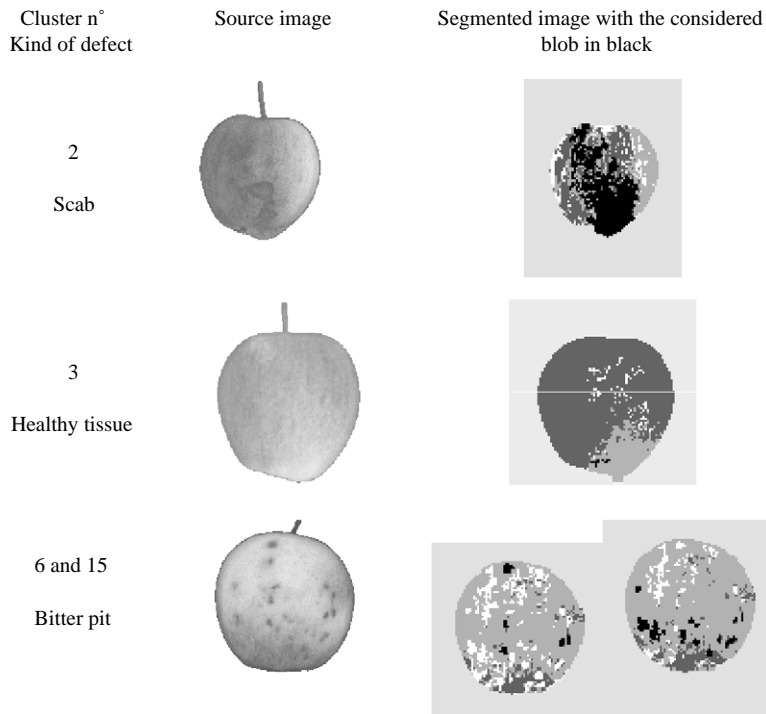 Cluster n° Source image Segmented image with the considered
Kind of defect blob in black
2
Scab
3
Healthy tissue
6 and 15
Bitter pit